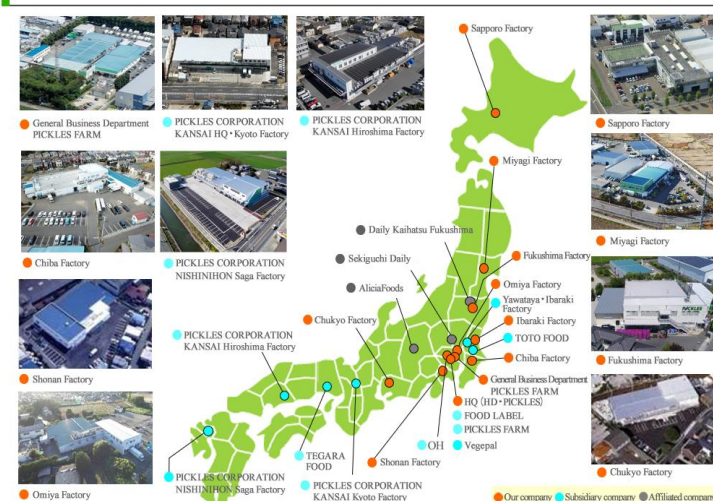 General Business Department
PICKLES FARM
PICKLES CORPORATION
KANSAI HQ・Kyoto Factory
PICKLES CORPORATION
KANSAI Hiroshima Factory
Chiba Factory
PICKLES CORPORATION
NISHINIHON Saga Factory
Shonan Factory
Omiya Factory
Sapporo Factory
Miyagi Factory
Daily Kaihatsu Fukushima
Fukushima Factory
Sekiguchi Daily
Omiya Factory
AliciaFoods
Yawataya・Ibaraki
Factory
Chukyo Factory
Ibaraki Factory
TOTO FOOD
PICKLES CORPORATION
KANSAI Hiroshima Factory
Chiba Factory
General Business Department
PICKLES FARM
HQ (HD・PICKLES)
FOOD LABEL
PICKLES FARM
OH
Vegepal
TEGARA
FOOD
Shonan Factory
PICKLES CORPORATION
NISHINIHON Saga Factory
PICKLES CORPORATION
KANSAI Kyoto Factory
Sapporo Factory
Miyagi Factory
PICKLES
Fukushima Factory
Chukyo Factory
Our company
Subsidiary company
Affiliated company